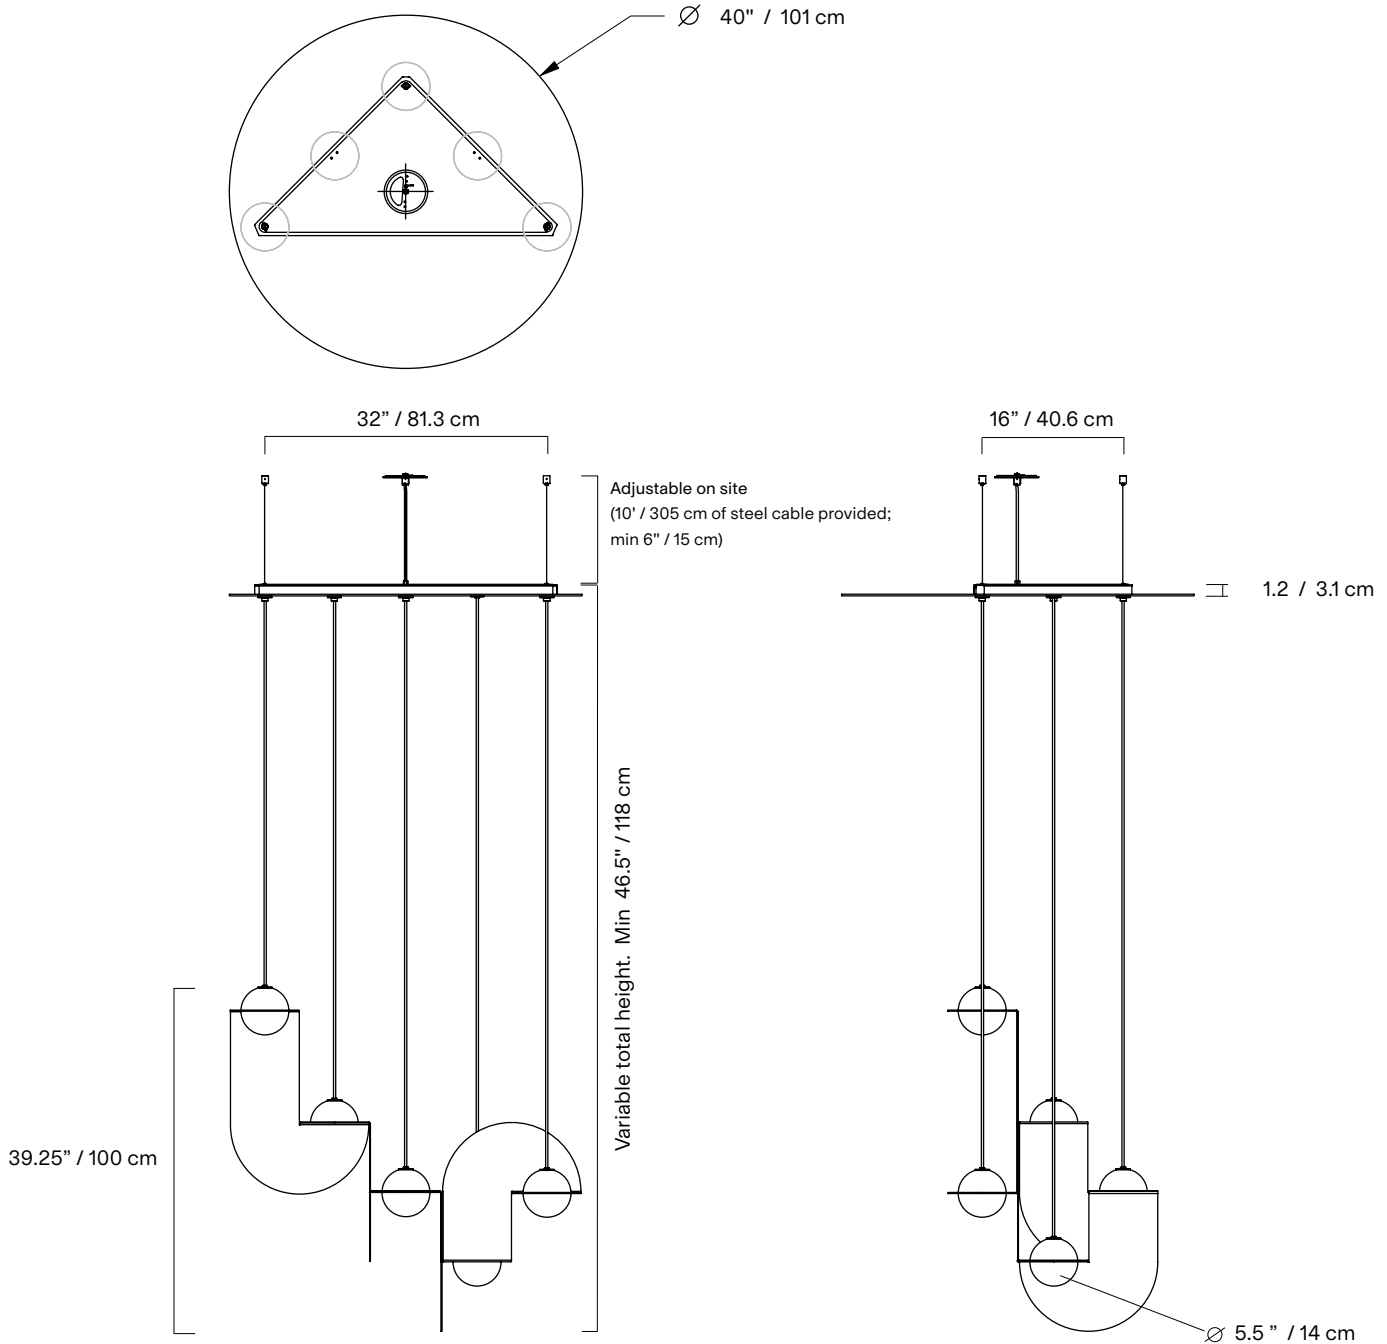 Ø 40" / 101 cm
32” / 81.3 cm
16” / 40.6 cm
Adjustable on site
(10' / 305 cm of steel cable provided;
min 6" / 15 cm)
1.2 / 3.1 cm
Variable total height. Min 46.5" / 118 cm
39.25” / 100 cm
Ø 5.5 ” / 14 cm